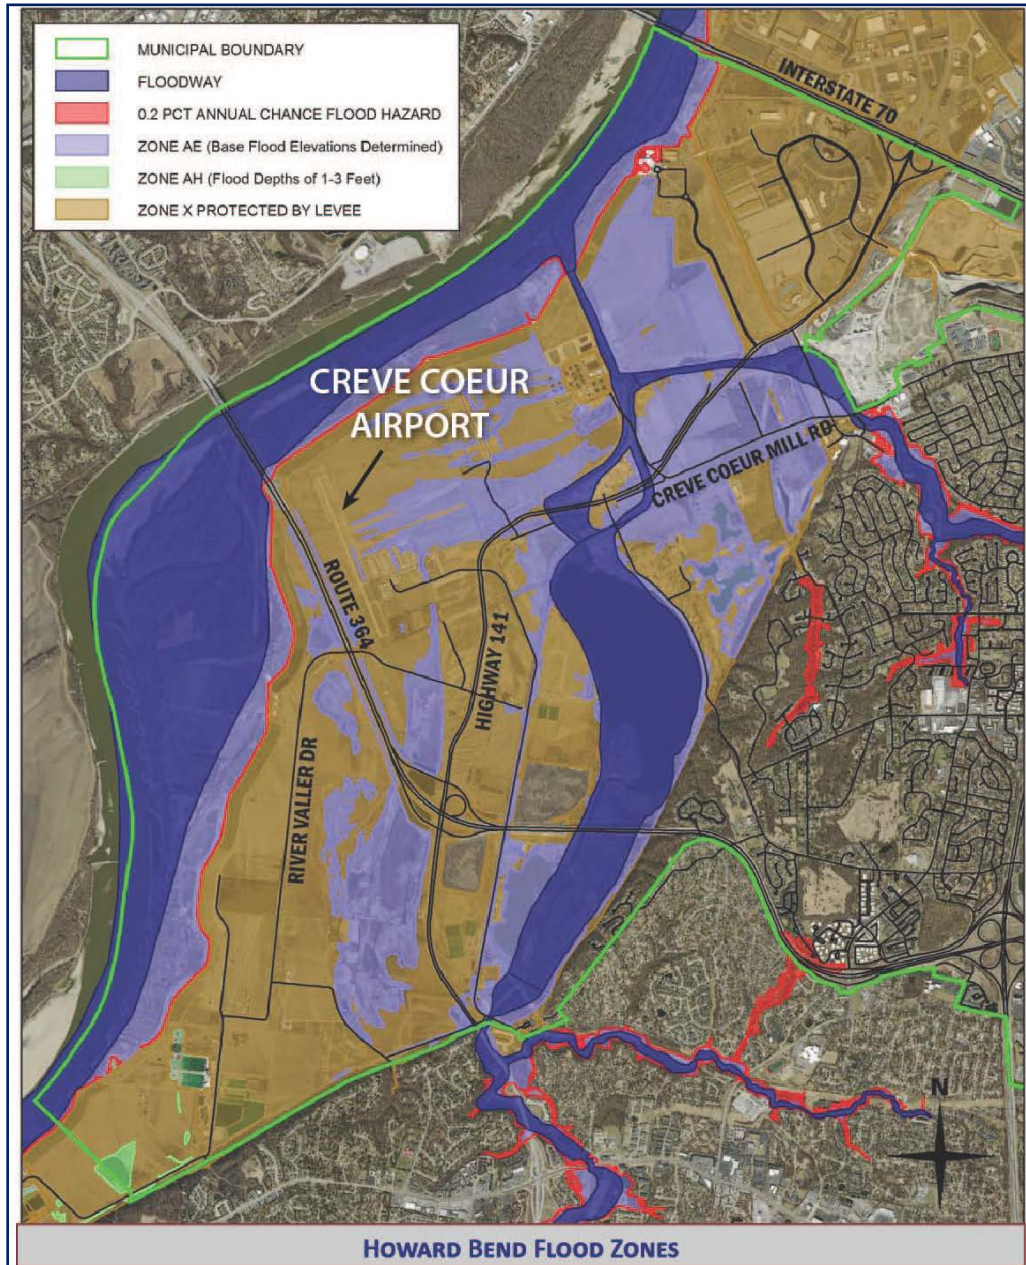 MUNICIPAL BOUNDARY
FLOODWAY
0.2 PCT ANNUAL CHANCE FLOOD HAZARD
ZONE AE (Base Flood Elevations Determined)
ZONE AH (Flood Depths of 1-3 Feet)
ZONE X PROTECTED BY LEVEE
INTERSTATE 70
CREVE COEUR
AIRPORT
CREVE COEUR MILL RD
ROUTE 364
HIGHWAY 141
RIVER VALLER DR
N
HOWARD BEND FLOOD ZONES